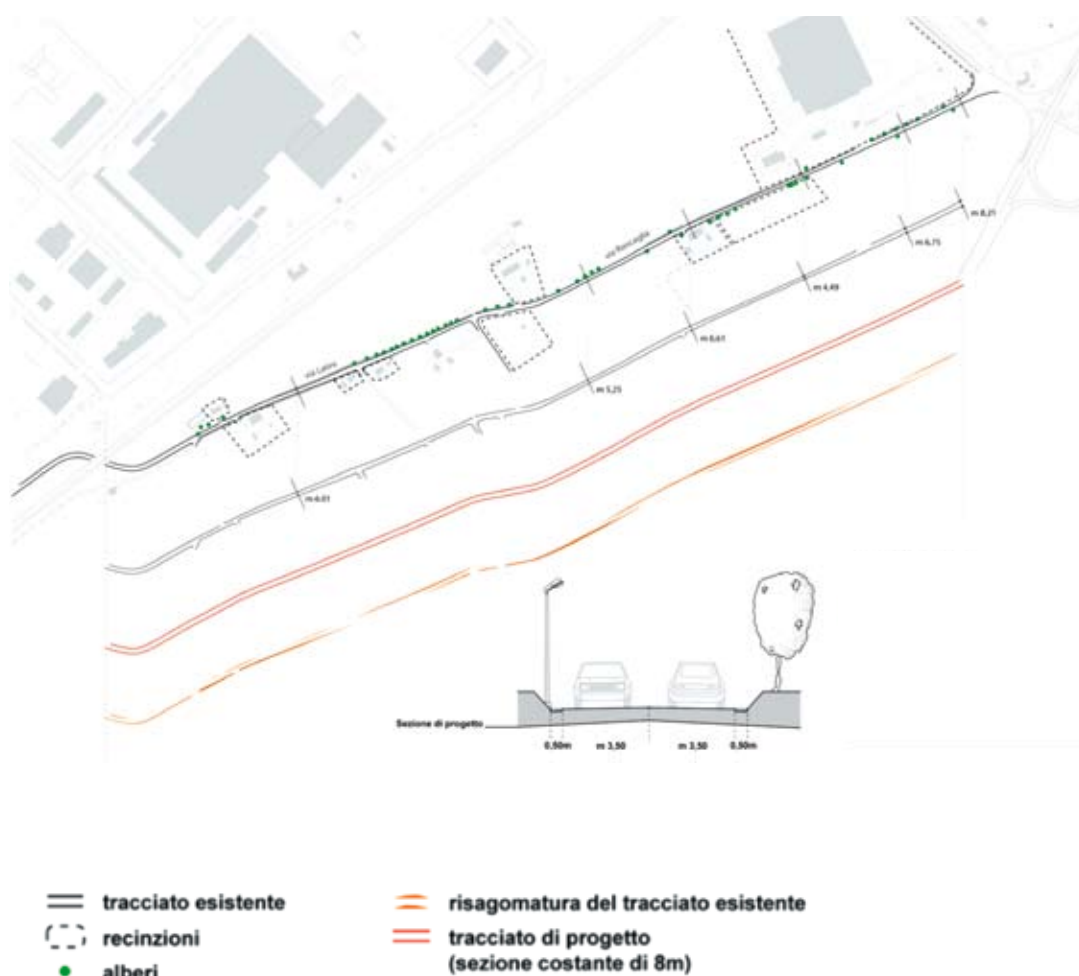 via Latina
via Roncaglia
m 8,21
m 6,75
m 4,49
m 6,61
m 5,25
m 6,01
Sezione di progetto
0,50m
m 3,50
m 3,50
0,50m
tracciato esistente
recinzioni
alberi
risagomatura del tracciato esistente
tracciato di progetto
(sezione costante di 8m)